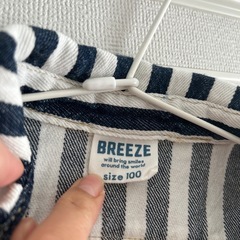 BREEZE
will bring smiles
around the world
size 100